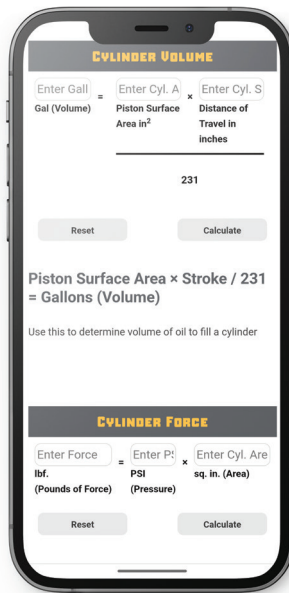 CYLINDER VOLUME
Enter Gall = Enter Cyl. A × Enter Cyl. S
Gal (Volume) Piston Surface Distance of
Area in² Travel in
inches
231
Reset Calculate
Piston Surface Area × Stroke / 231
= Gallons (Volume)
Use this to determine volume of oil to fill a cylinder
CYLINDER FORCE
Enter Force = Enter PS × Enter Cyl. Are
lbf. PSI sq. in. (Area)
(Pounds of Force) (Pressure)
Reset Calculate